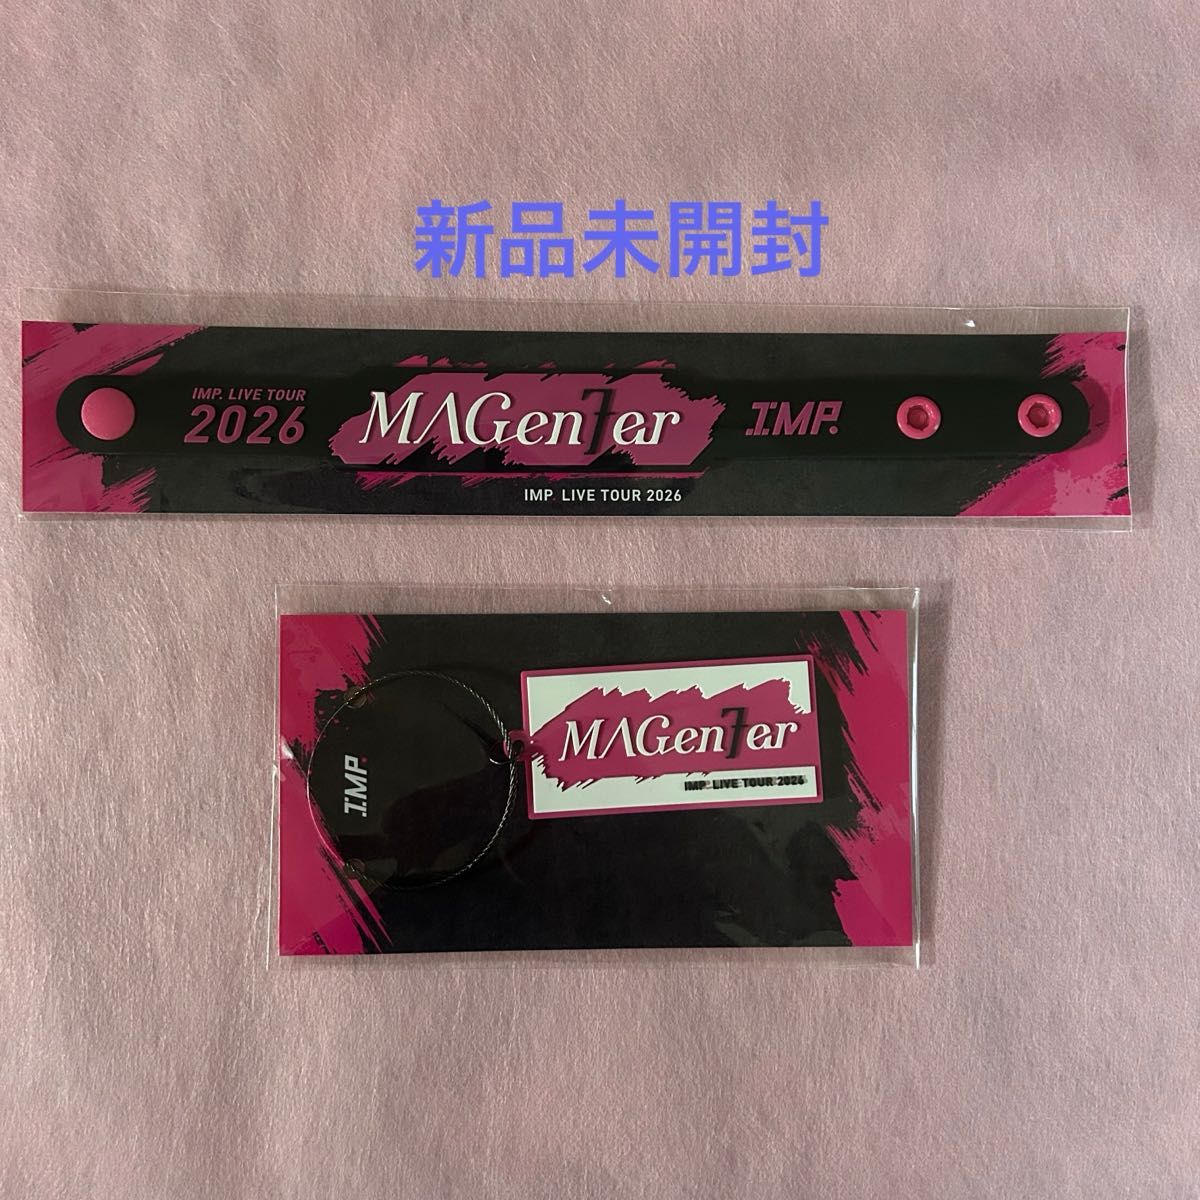 新品未開封
IMP. LIVE TOUR
2026
MAGen7er
IMP.
IMP. LIVE TOUR 2026
IMP.
MAGen7er
IMP. LIVE TOUR 2026